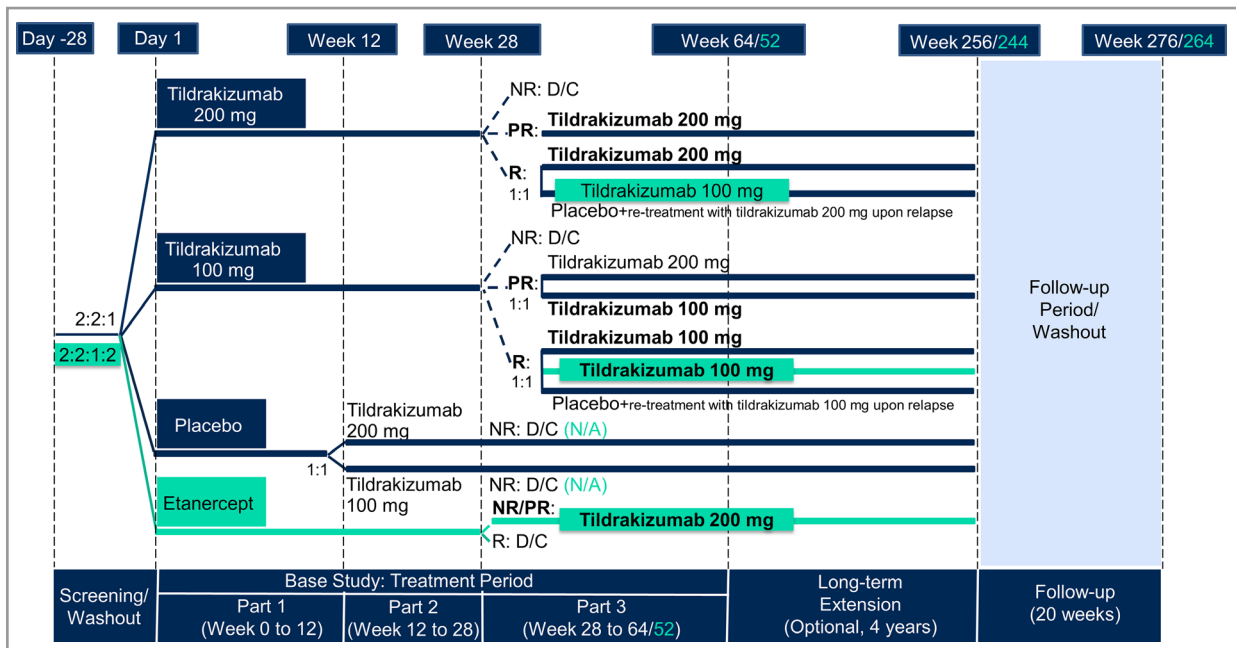 Day -28
Day 1
Week 12
Week 28
Week 64/52
Week 256/244
Week 276/264
Tildrakizumab
200 mg
NR: D/C
PR:
Tildrakizumab 200 mg
Tildrakizumab 200 mg
R:
1:1
Tildrakizumab 100 mg
Placebo+re-treatment with tildrakizumab 200 mg upon relapse
Tildrakizumab
100 mg
NR: D/C
Tildrakizumab 200 mg
PR:
1:1
Tildrakizumab 100 mg
Tildrakizumab 100 mg
R:
1:1
Tildrakizumab 100 mg
Placebo+re-treatment with tildrakizumab 100 mg upon relapse
2:2:1
2:2:1:2
Placebo
1:1
Tildrakizumab
200 mg
NR: D/C (N/A)
Tildrakizumab
100 mg
NR: D/C (N/A)
Etanercept
NR/PR:
Tildrakizumab 200 mg
R: D/C
Follow-up
Period/
Washout
Screening/
Washout
Base Study: Treatment Period
Part 1
(Week 0 to 12)
Part 2
(Week 12 to 28)
Part 3
(Week 28 to 64/52)
Long-term
Extension
(Optional, 4 years)
Follow-up
(20 weeks)